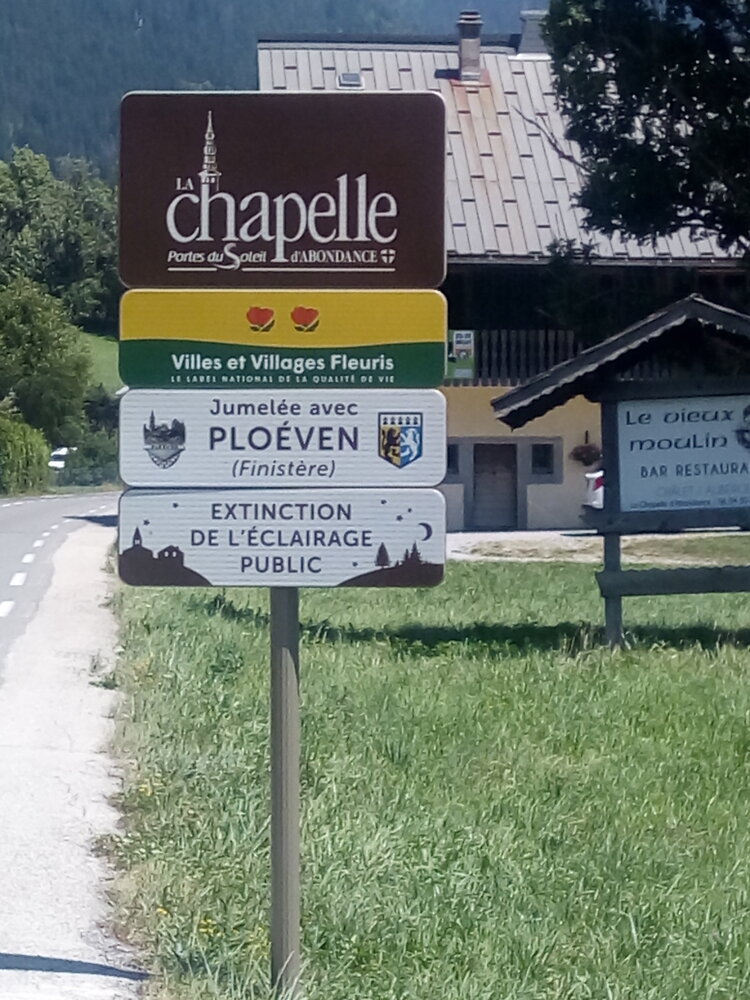 LA
chapelle
Portes du Soleil d'ABONDANCE
Villes et Villages Fleuris
LE LABEL NATIONAL DE LA QUALITÉ DE VIE
Jumelée avec
PLOÉVEN
(Finistère)
EXTINCTION
DE L'ÉCLAIRAGE
PUBLIC
Le vieux
moulin
BAR RESTAURA